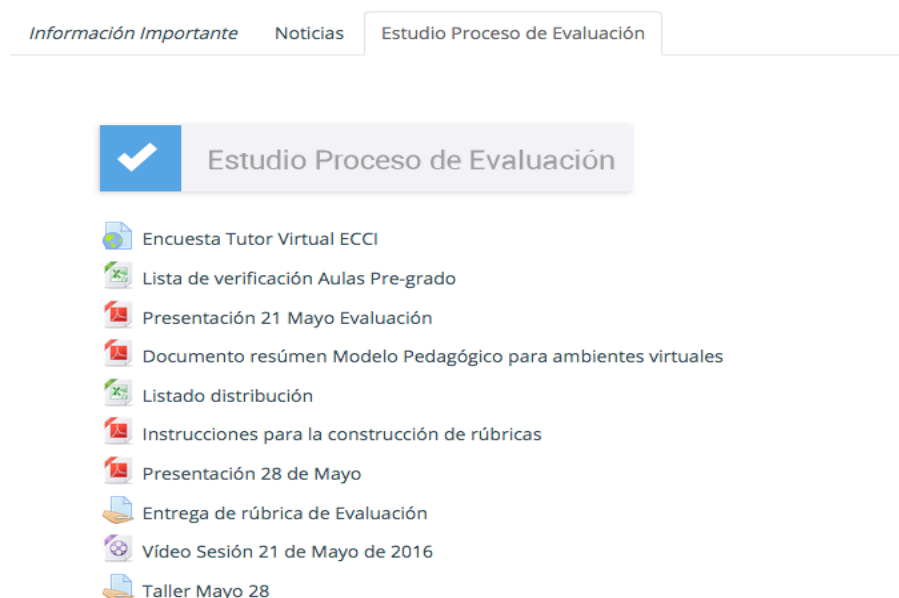 Información Importante Noticias Estudio Proceso de Evaluación
Estudio Proceso de Evaluación
Encuesta Tutor Virtual ECCI
Lista de verificación Aulas Pre-grado
Presentación 21 Mayo Evaluación
Documento resúmen Modelo Pedagógico para ambientes virtuales
Listado distribución
Instrucciones para la construcción de rúbricas
Presentación 28 de Mayo
Entrega de rúbrica de Evaluación
Vídeo Sesión 21 de Mayo de 2016
Taller Mayo 28